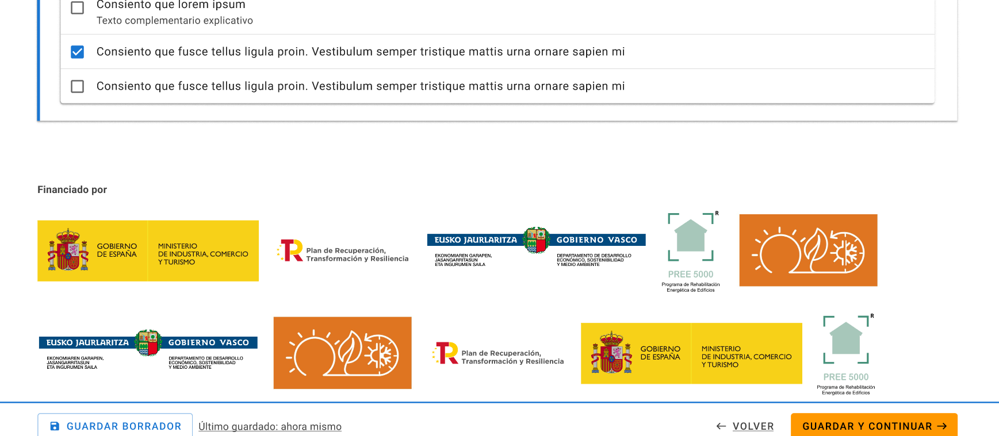 Consiento que lorem ipsum
Texto complementario explicativo
Consiento que fusce tellus ligula proin. Vestibulum semper tristique mattis urna ornare sapien mi
Consiento que fusce tellus ligula proin. Vestibulum semper tristique mattis urna ornare sapien mi
Financiado por
GOBIERNO
DE ESPAÑA
MINISTERIO
DE INDUSTRIA, COMERCIO
Y TURISMO
Plan de Recuperación,
Transformación y Resiliencia
EUSKO JAURLARITZA
GOBIERNO VASCO
EKONOMIAREN GARAPEN,
JASANGARRITASUN
ETA INGURUMEN SAILA
DEPARTAMENTO DE DESARROLLO
ECONÓMICO, SOSTENIBILIDAD
Y MEDIO AMBIENTE
R
PREE 5000
Programa de Rehabilitación
Energética de Edificios
EUSKO JAURLARITZA
GOBIERNO VASCO
EKONOMIAREN GARAPEN,
JASANGARRITASUN
ETA INGURUMEN SAILA
DEPARTAMENTO DE DESARROLLO
ECONÓMICO, SOSTENIBILIDAD
Y MEDIO AMBIENTE
Plan de Recuperación,
Transformación y Resiliencia
GOBIERNO
DE ESPAÑA
MINISTERIO
DE INDUSTRIA, COMERCIO
Y TURISMO
R
PREE 5000
Programa de Rehabilitación
Energética de Edificios
GUARDAR BORRADOR
Último guardado: ahora mismo
← VOLVER
GUARDAR Y CONTINUAR →